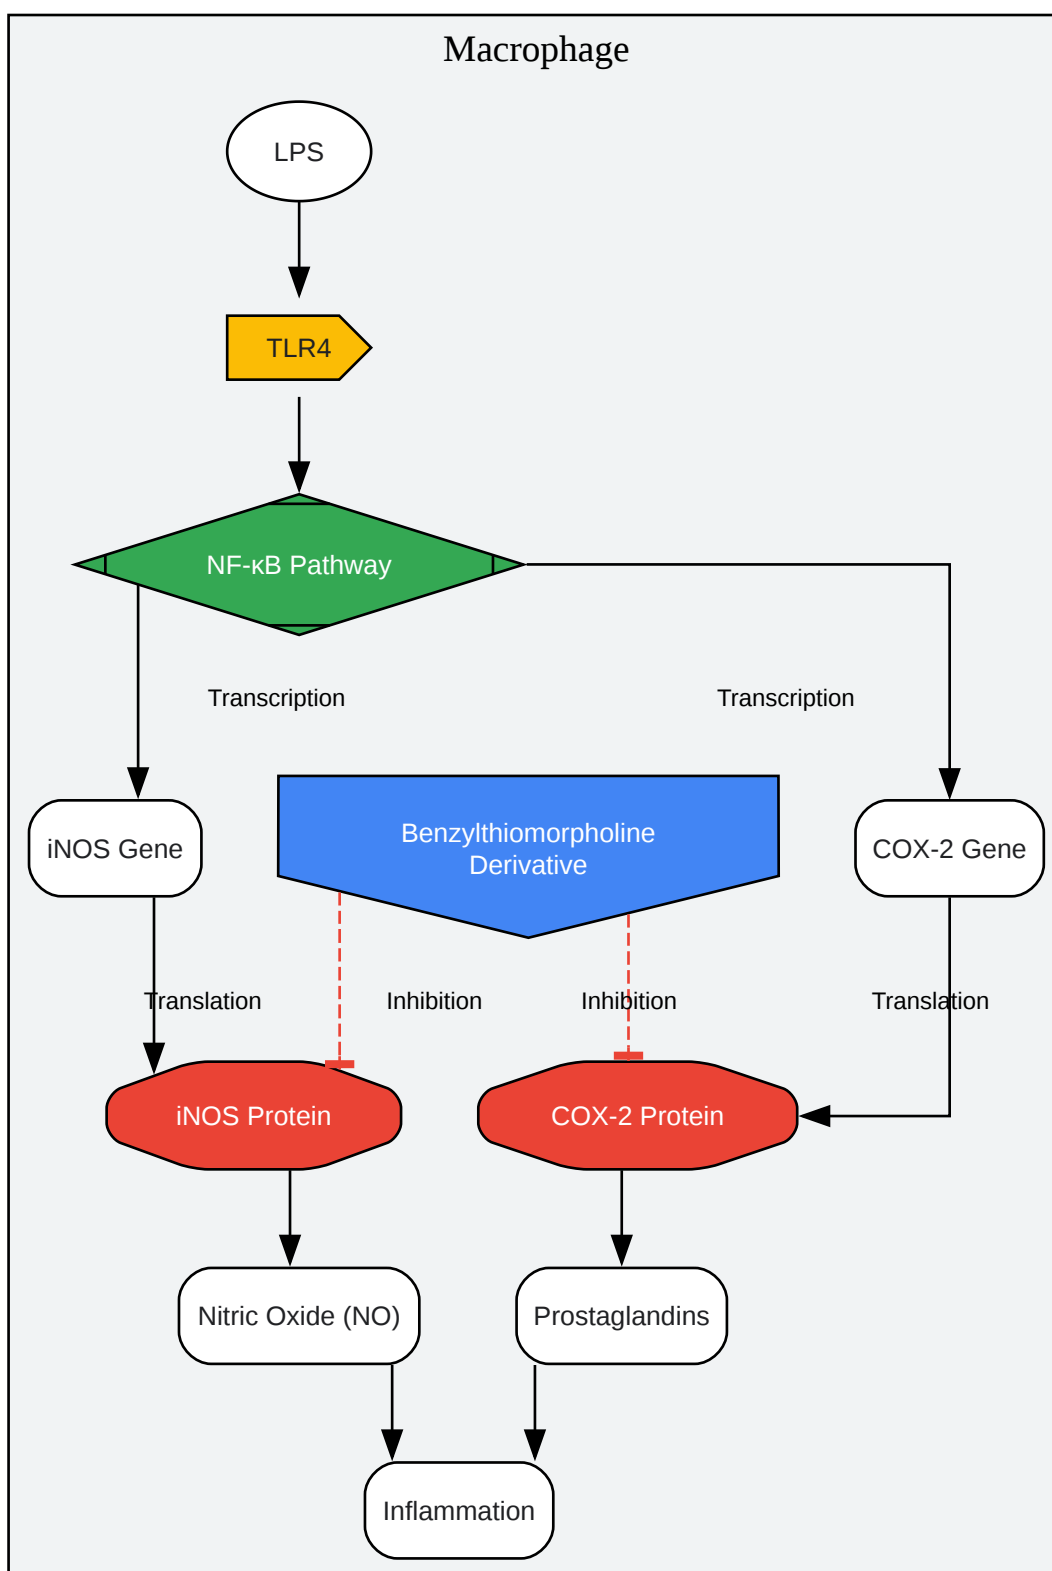 Macrophage
LPS
TLR4
NF-κB Pathway
Transcription
Transcription
iNOS Gene
Benzylthiomorpholine
Derivative
COX-2 Gene
Translation
Inhibition
Inhibition
Translation
iNOS Protein
COX-2 Protein
Nitric Oxide (NO)
Prostaglandins
Inflammation